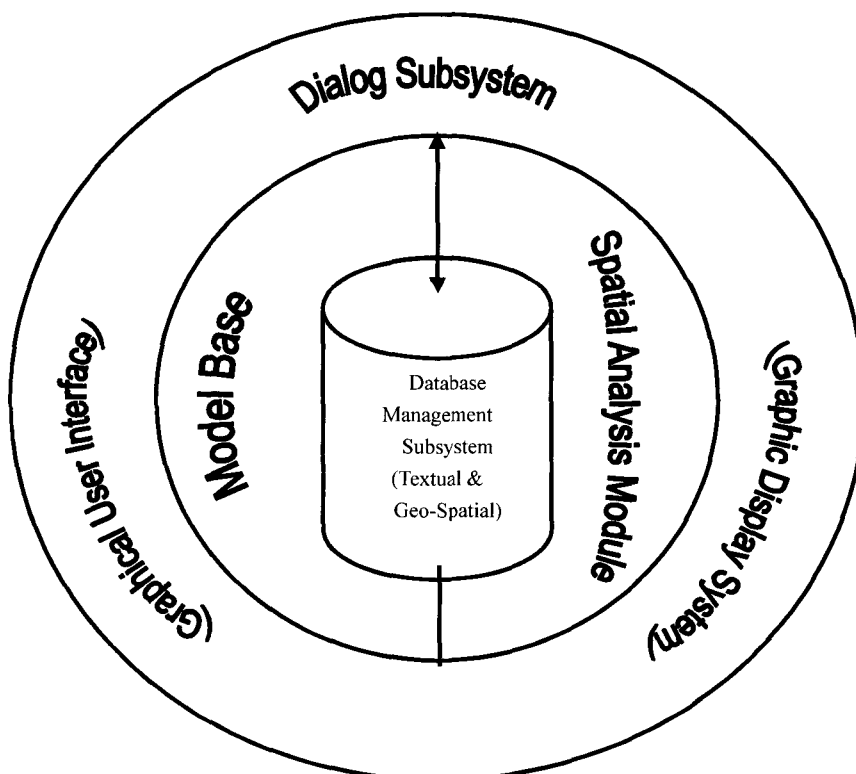 Dialog Subsystem
(Graphical User Interface)
Model Base
Spatial Analysis Module
(Graphic Display System)
Database
Management
Subsystem
(Textual &
Geo-Spatial)